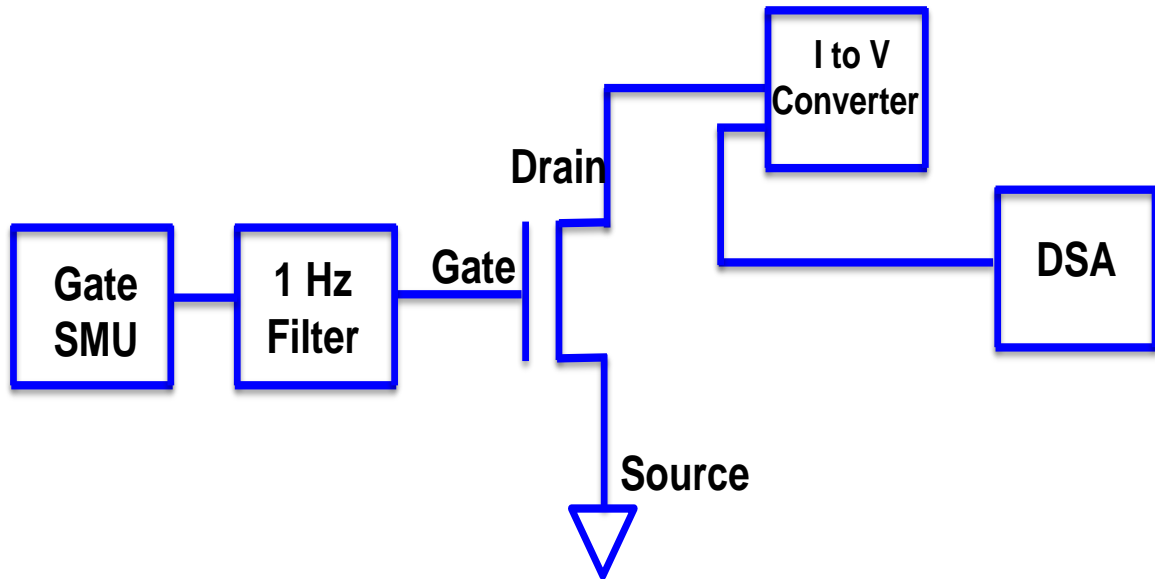 I to V
Converter
Drain
Gate
SMU
1 Hz
Filter
Gate
DSA
Source